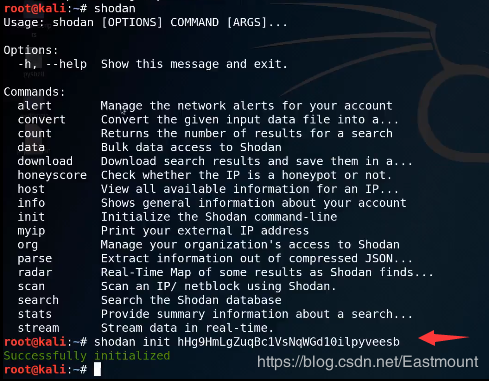 root@kali:~# shodan
Usage: shodan [OPTIONS] COMMAND [ARGS]...
Options:
-h, --help Show this message and exit.
Commands:
alert Manage the network alerts for your account
convert Convert the given input data file into a...
count Returns the number of results for a search
data Bulk data access to Shodan
download Download search results and save them in a...
honeyscore Check whether the IP is a honeypot or not.
host View all available information for an IP...
info Shows general information about your account
init Initialize the Shodan command-line
myip Print your external IP address
org Manage your organization's access to Shodan
parse Extract information out of compressed JSON...
radar Real-Time Map of some results as Shodan finds...
scan Scan an IP/ netblock using Shodan.
search Search the Shodan database
stats Provide summary information about a search...
stream Stream data in real-time.
root@kali:~# shodan init hHg9HmLgZuqBc1VsNqWGd10ilpyveesb
Successfully initialized
root@kali:~#
https://blog.csdn.net/Eastmount